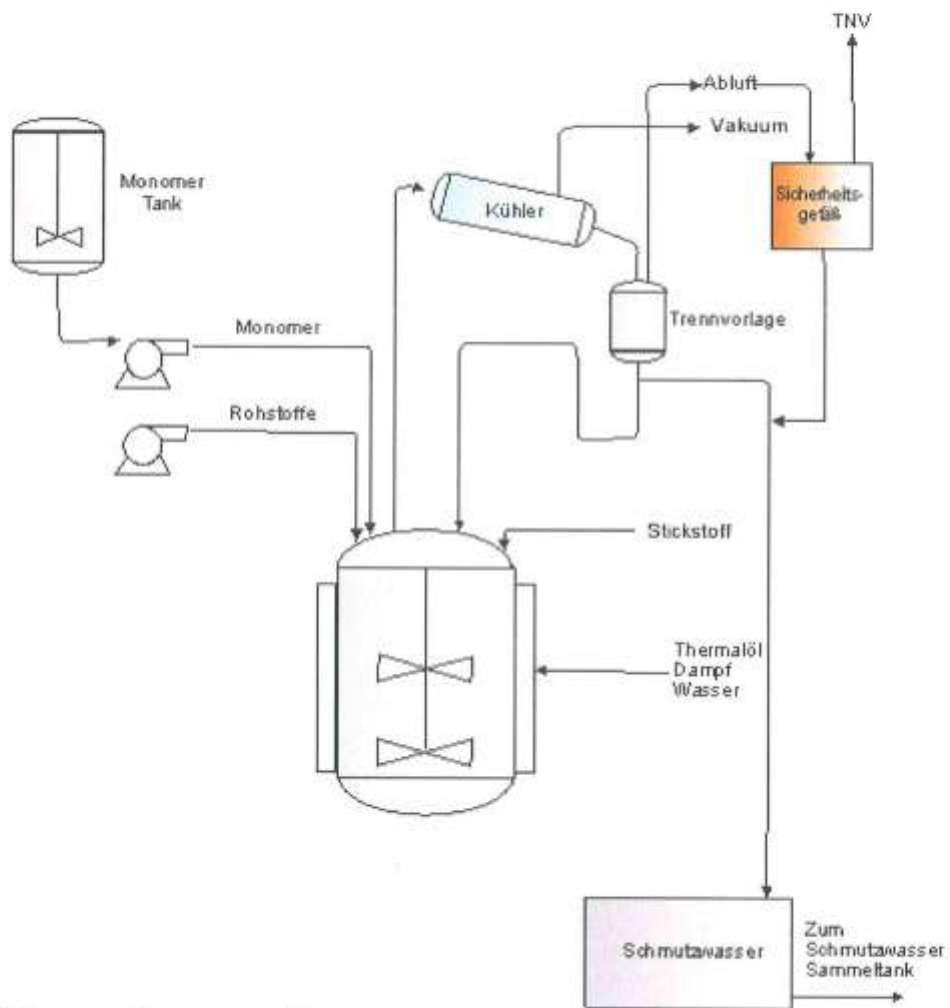 TNV
Abluft
Vakuum
Monomer
Tank
Kühler
Sicherheits-
gefäß
Trennvorlage
Monomer
Rohstoffe
Stickstoff
Thermalöl
Dampf
Wasser
Schmutzwasser
Zum
Schmutzwasser
Sammeltank